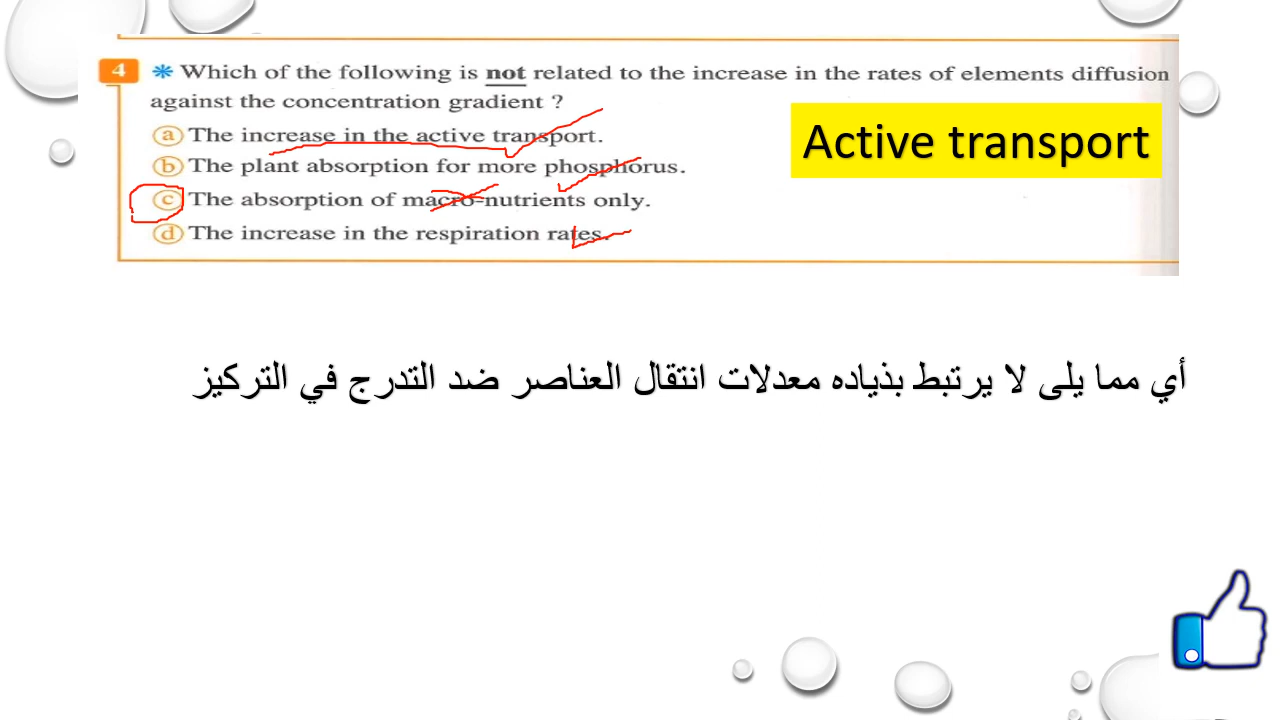 4 * Which of the following is not related to the increase in the rates of elements diffusion
against the concentration gradient ?
a The increase in the active transport.
b The plant absorption for more phosphorus.
c The absorption of macro-nutrients only.
d The increase in the respiration rates.
Active transport
أي مما يلى لا يرتبط بذياده معدلات انتقال العناصر ضد التدرج في التركيز